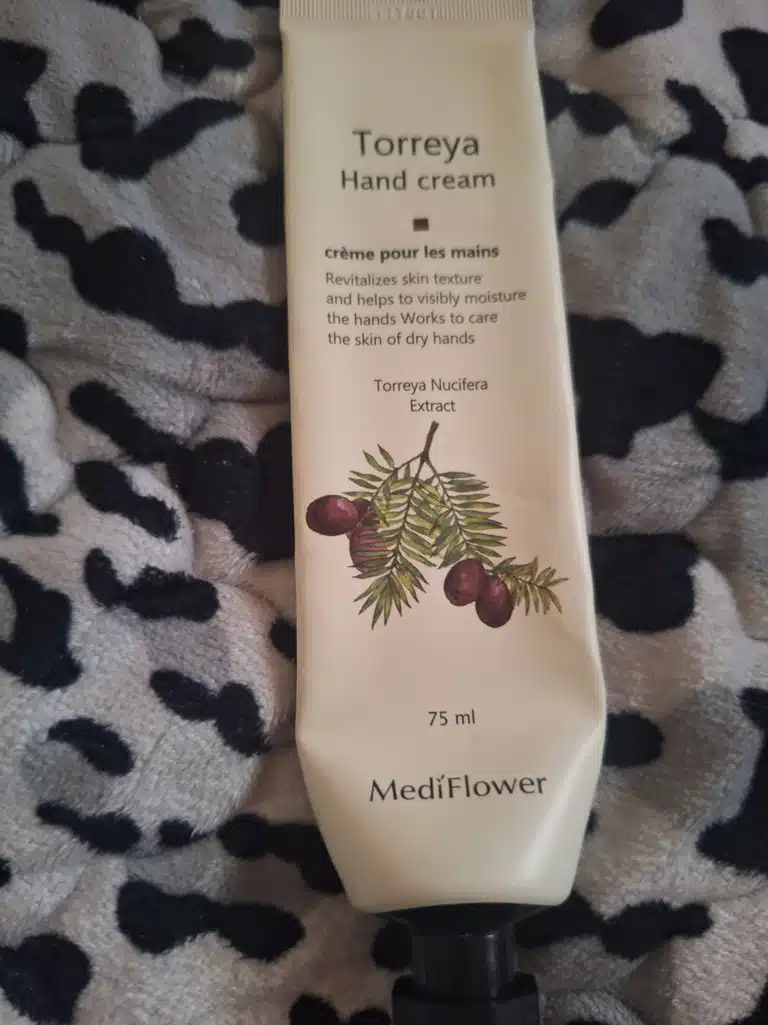 Torreya
Hand cream
crème pour les mains
Revitalizes skin texture
and helps to visibly moisture
the hands Works to care
the skin of dry hands
Torreya Nucifera
Extract
75 ml
MediFlower